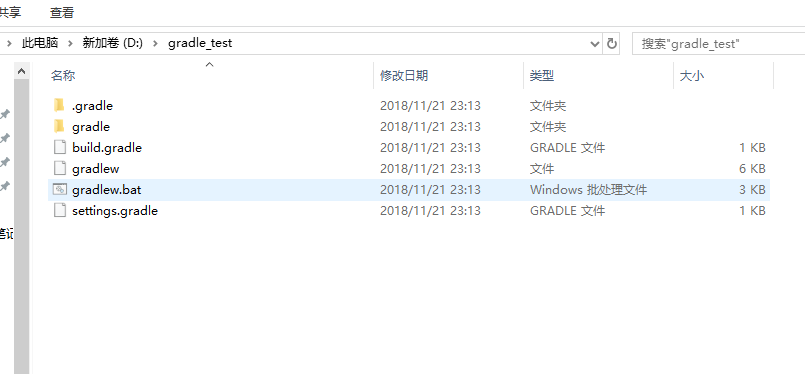 共享 查看
此电脑 新加卷 (D:) gradle_test 搜索"gradle_test"
名称 修改日期 类型 大小
.gradle 2018/11/21 23:13 文件夹
gradle 2018/11/21 23:13 文件夹
build.gradle 2018/11/21 23:13 GRADLE 文件 1 KB
gradlew 2018/11/21 23:13 文件 6 KB
gradlew.bat 2018/11/21 23:13 Windows 批处理文件 3 KB
settings.gradle 2018/11/21 23:13 GRADLE 文件 1 KB
笔记